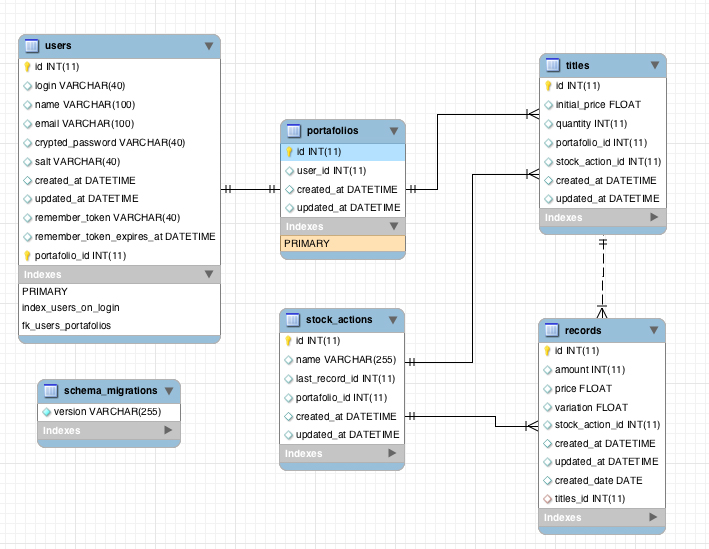 users
id INT(11)
login VARCHAR(40)
name VARCHAR(100)
email VARCHAR(100)
crypted_password VARCHAR(40)
salt VARCHAR(40)
created_at DATETIME
updated_at DATETIME
remember_token VARCHAR(40)
remember_token_expires_at DATETIME
portafolio_id INT(11)
Indexes
PRIMARY
index_users_on_login
fk_users_portafolios
schema_migrations
version VARCHAR(255)
Indexes
portafolios
id INT(11)
user_id INT(11)
created_at DATETIME
updated_at DATETIME
Indexes
PRIMARY
stock_actions
id INT(11)
name VARCHAR(255)
last_record_id INT(11)
portafolio_id INT(11)
created_at DATETIME
updated_at DATETIME
Indexes
titles
id INT(11)
initial_price FLOAT
quantity INT(11)
portafolio_id INT(11)
stock_action_id INT(11)
created_at DATETIME
updated_at DATETIME
Indexes
records
id INT(11)
amount INT(11)
price FLOAT
variation FLOAT
stock_action_id INT(11)
created_at DATETIME
updated_at DATETIME
created_date DATE
titles_id INT(11)
Indexes